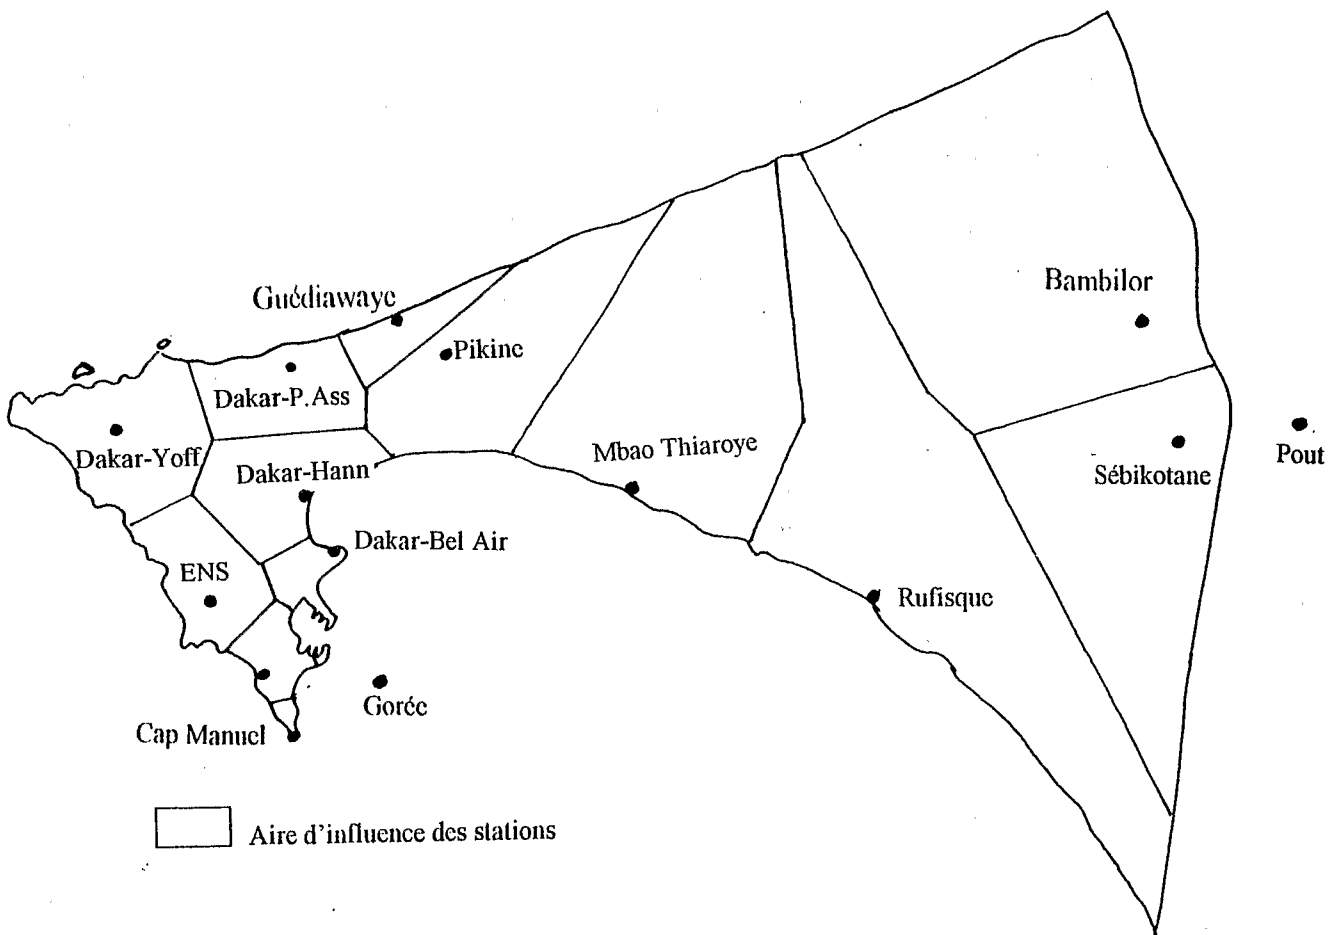 Bambilor
Guédiawaye
Pikine
Dakar-P.Ass
Mbao Thiaroye
Dakar-Yoff
Dakar-Hann
Sébikotane
Pout
Dakar-Bel Air
ENS
Rufisque
Gorée
Cap Manuel
Aire d'influence des stations